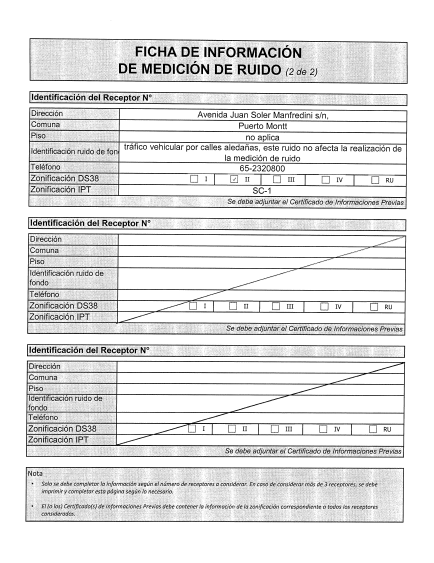 FICHA DE INFORMACIÓN
DE MEDICIÓN DE RUIDO (2 de 2)
Identificación del Receptor N°
Dirección Avenida Juan Soler Manfredini s/n,
Comuna Puerto Montt
Piso no aplica
Identificación ruido de fon tráfico vehicular por calles aledañas, este ruido no afecta la realización de
la medición de ruido
Teléfono 65-2320800
Zonificación DS38 I ✓ II III IV RU
Zonificación IPT SC-1
Se debe adjuntar el Certificado de Informaciones Previas
Identificación del Receptor N°
Dirección
Comuna
Piso
Identificación ruido de
fondo
Teléfono
Zonificación DS38 I II III IV RU
Zonificación IPT
Se debe adjuntar el Certificado de Informaciones Previas
Identificación del Receptor N°
Dirección
Comuna
Piso
Identificación ruido de
fondo
Teléfono
Zonificación DS38 I II III IV RU
Zonificación IPT
Se debe adjuntar el Certificado de Informaciones Previas
Nota
• Solo se debe completar la información según el número de receptores a considerar. En caso de considerar más de 3 receptores, se debe
imprimir y completar esta página según lo necesario.
• El (o los) Certificado(s) de Informaciones Previas debe contener la información de la zonificación correspondiente a todos los receptores
considerados.